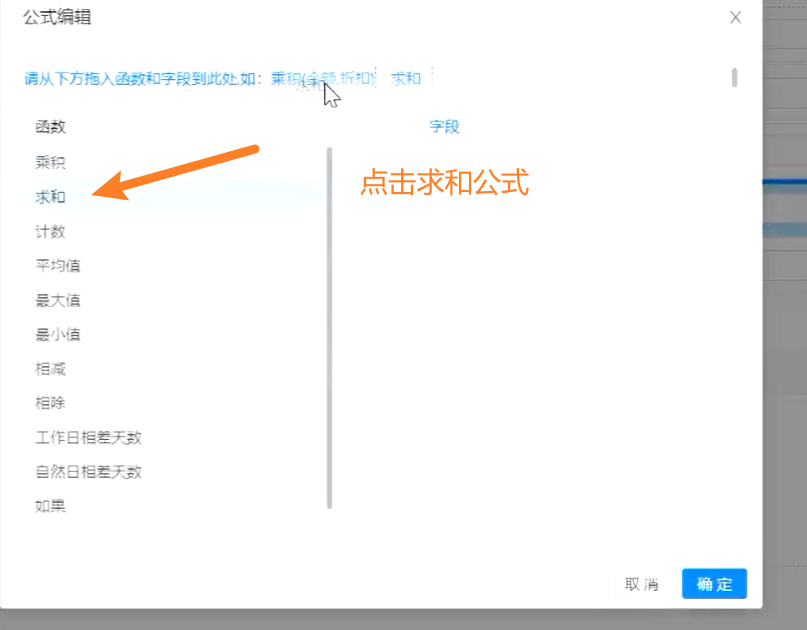 公式编辑
请从下方拖入函数和字段到此处,如：乘积(金额,折扣) 求和
函数
字段
乘积
求和
点击求和公式
计数
平均值
最大值
最小值
相减
相除
工作日相差天数
自然日相差天数
如果
取消
确定